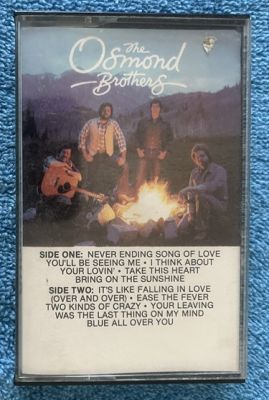 The
Osmond
Brothers
SIDE ONE: NEVER ENDING SONG OF LOVE
YOU'LL BE SEEING ME • I THINK ABOUT
YOUR LOVIN' • TAKE THIS HEART
BRING ON THE SUNSHINE
SIDE TWO: IT'S LIKE FALLING IN LOVE
(OVER AND OVER) • EASE THE FEVER
TWO KINDS OF CRAZY • YOUR LEAVING
WAS THE LAST THING ON MY MIND
BLUE ALL OVER YOU